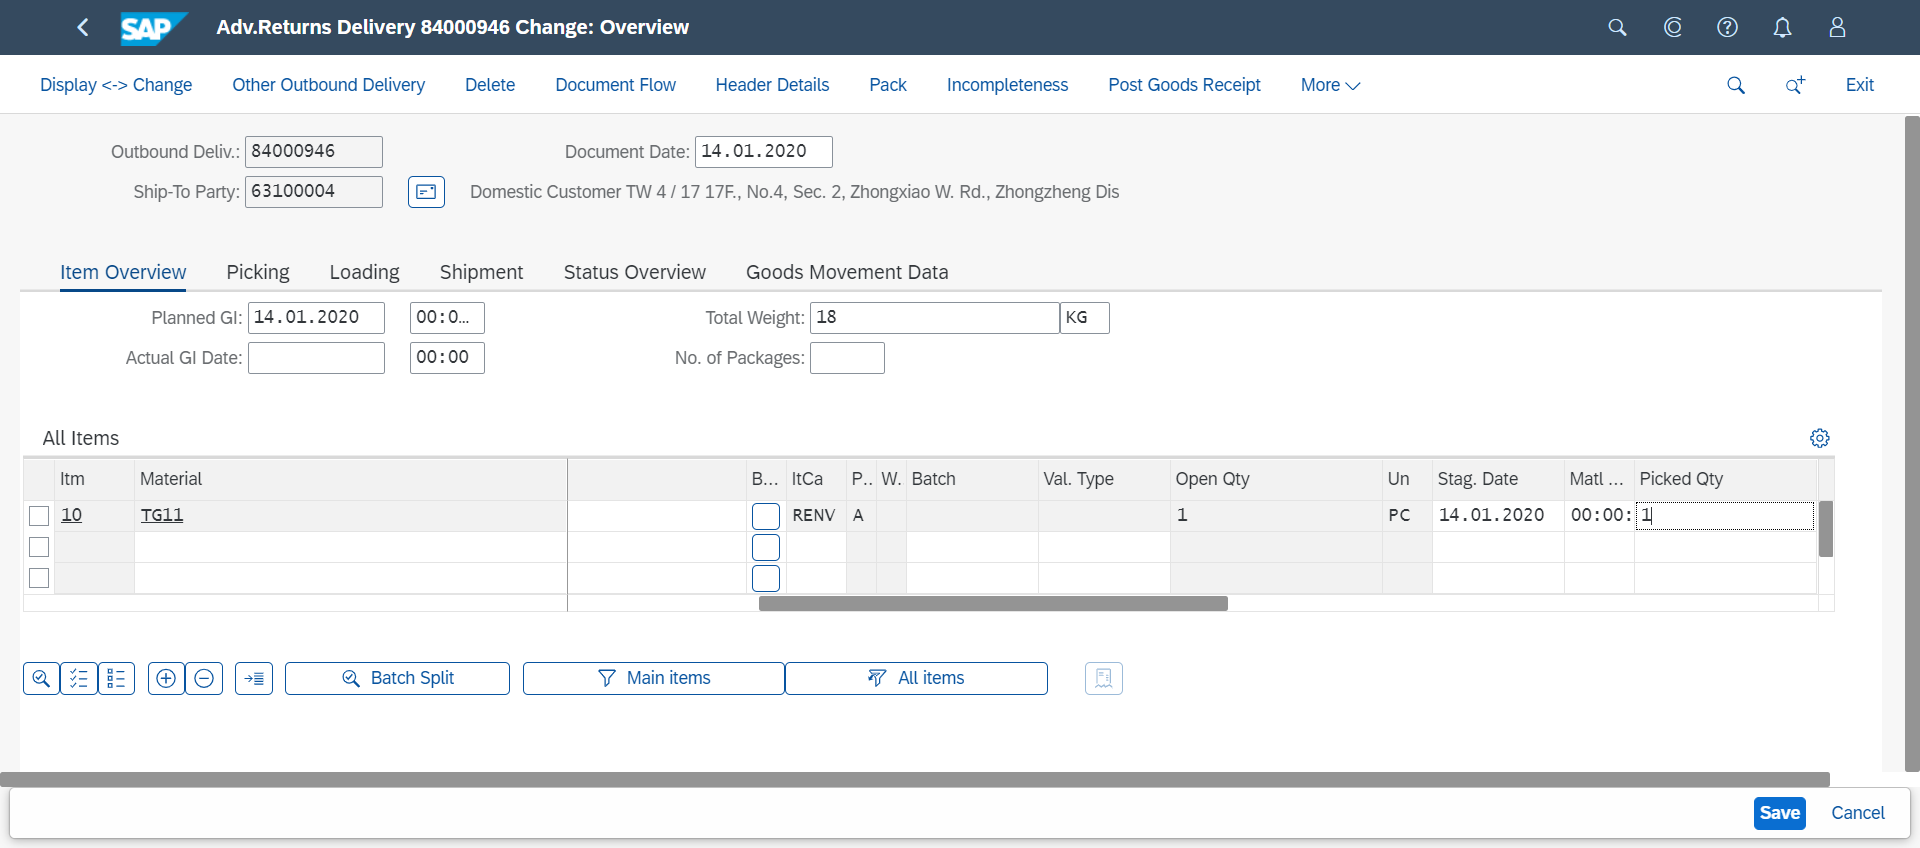 SAP Adv.Returns Delivery 84000946 Change: Overview
Display <-> Change Other Outbound Delivery Delete Document Flow Header Details Pack Incompleteness Post Goods Receipt More Exit
Outbound Deliv.: 84000946 Document Date: 14.01.2020
Ship-To Party: 63100004 Domestic Customer TW 4 / 17 17F., No.4, Sec. 2, Zhongxiao W. Rd., Zhongzheng Dis
Item Overview Picking Loading Shipment Status Overview Goods Movement Data
Planned GI: 14.01.2020 00:0... Total Weight: 18 KG
Actual GI Date: 00:00 No. of Packages:
All Items
Itm Material B... ItCa P.. W. Batch Val. Type Open Qty Un Stag. Date Matl ... Picked Qty
10 TG11 RENV A 1 PC 14.01.2020 00:00: 1
Batch Split Main items All items
Save Cancel